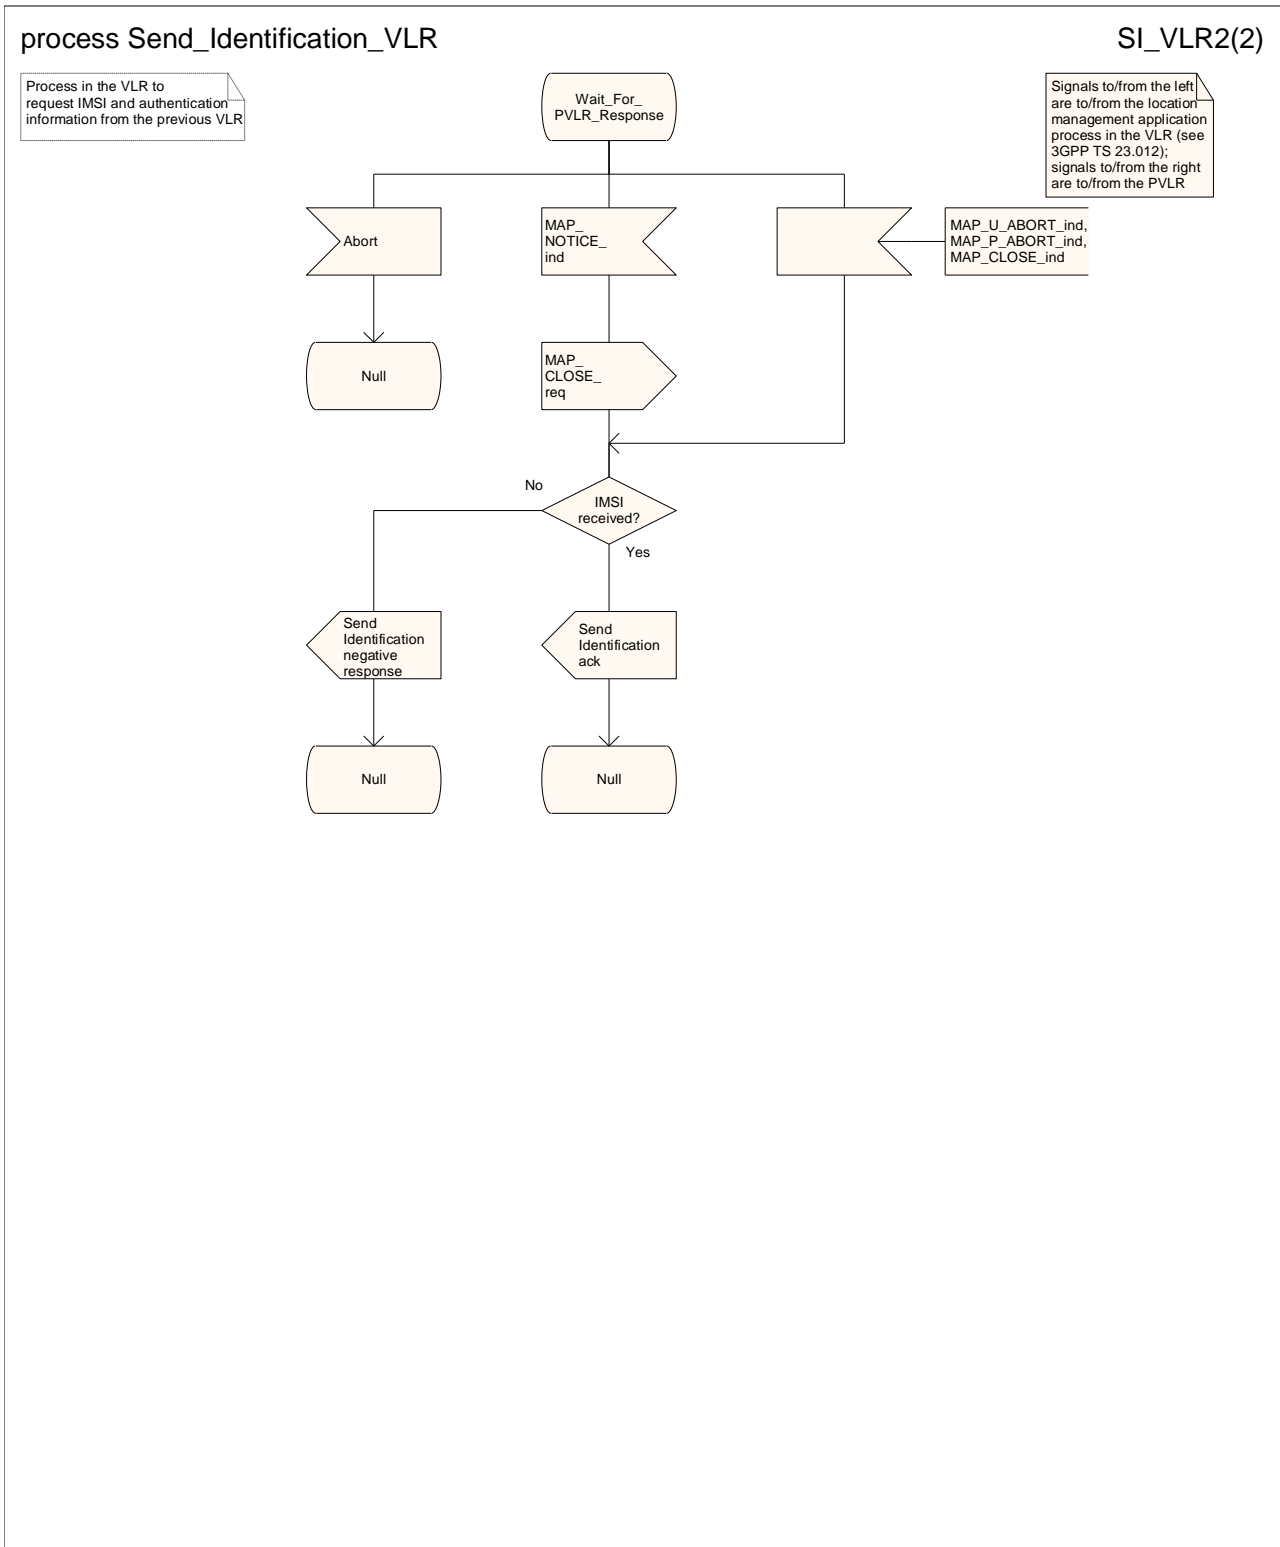 process Send_Identification_VLR
SI_VLR2(2)
Process in the VLR to
request IMSI and authentication
information from the previous VLR
Wait_For_
PVLR_Response
Signals to/from the left
are to/from the location
management application
process in the VLR (see
3GPP TS 23.012);
signals to/from the right
are to/from the PVLR
Abort
MAP_
NOTICE_
ind
MAP_U_ABORT_ind,
MAP_P_ABORT_ind,
MAP_CLOSE_ind
Null
MAP_
CLOSE_
req
No
IMSI
received?
Yes
Send
Identification
negative
response
Send
Identification
ack
Null
Null